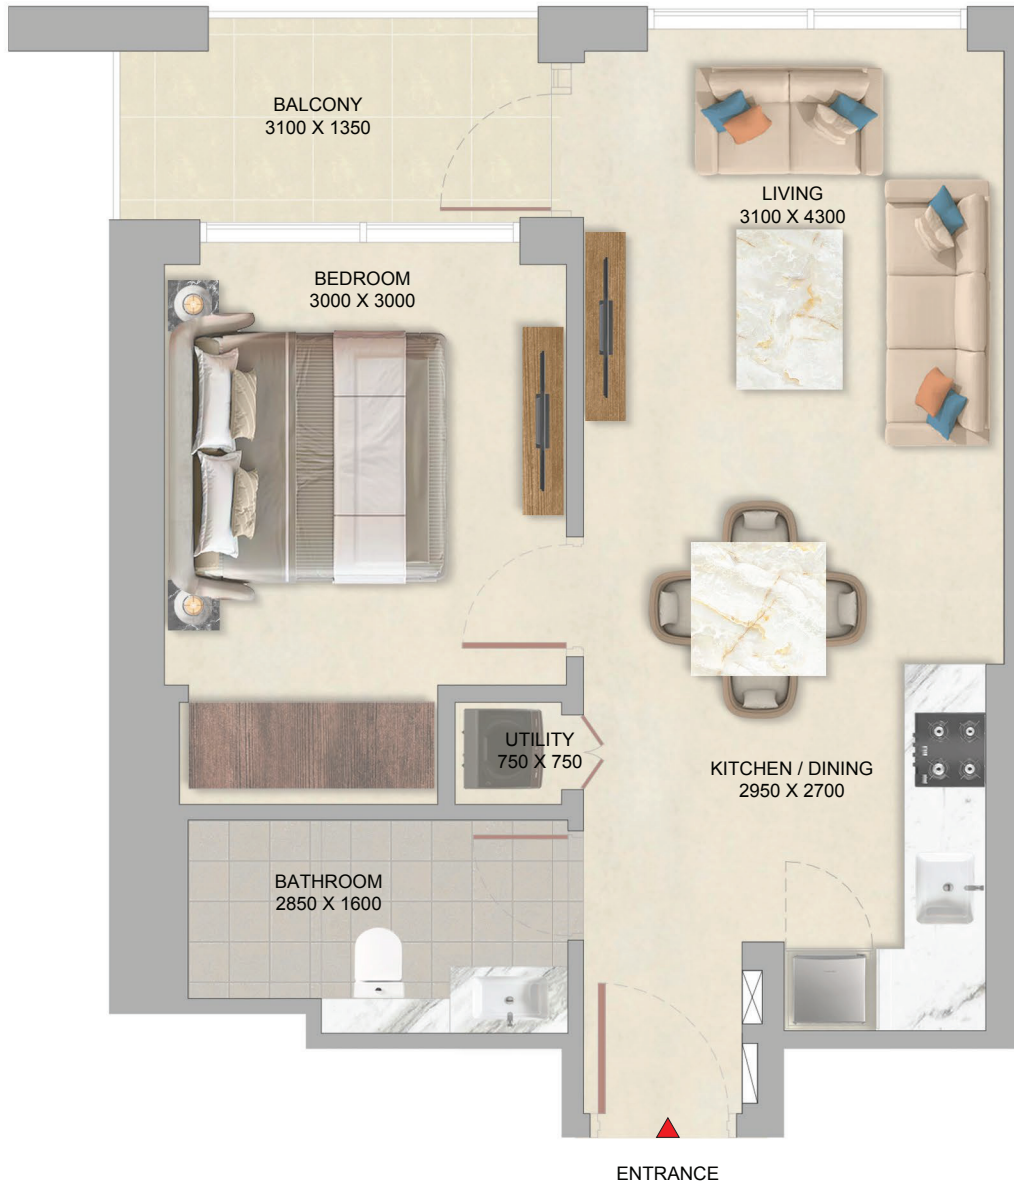 BALCONY
3100 X 1350
LIVING
3100 X 4300
BEDROOM
3000 X 3000
UTILITY
750 X 750
KITCHEN / DINING
2950 X 2700
BATHROOM
2850 X 1600
ENTRANCE